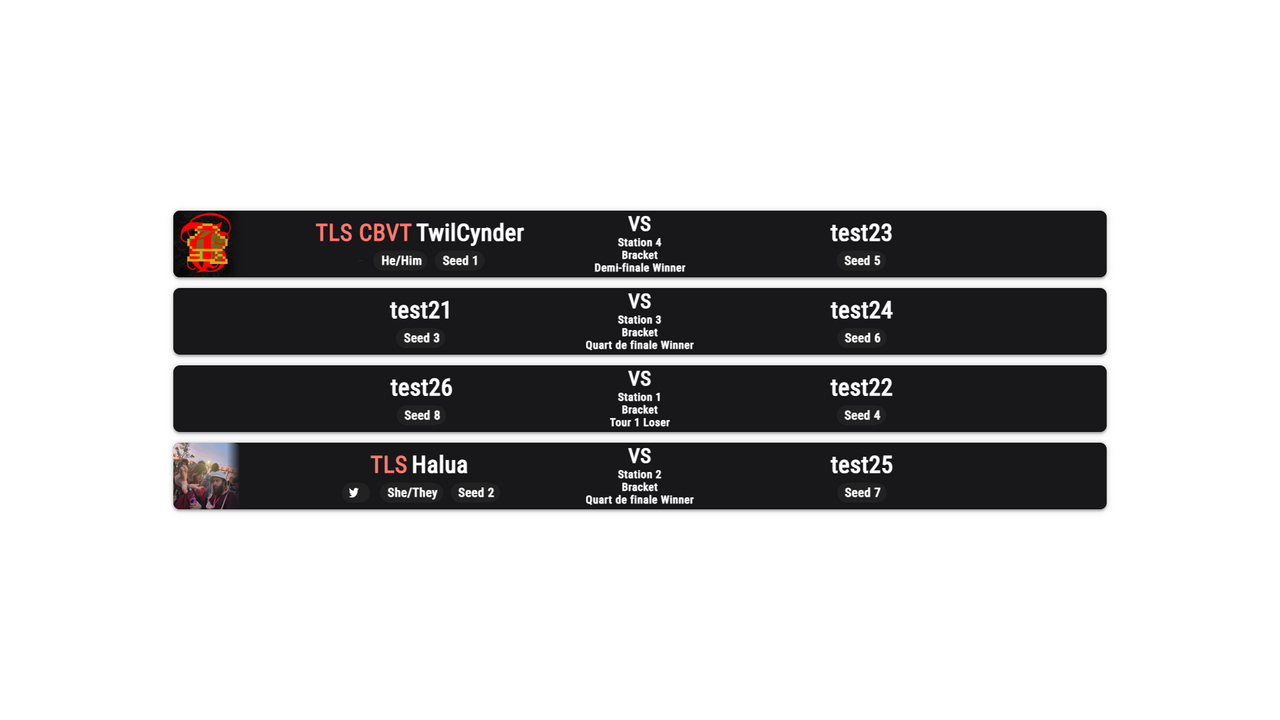 TLS CBVT TwilCynder
He/Him Seed 1
VS
Station 4
Bracket
Demi-finale Winner
test23
Seed 5
test21
Seed 3
VS
Station 3
Bracket
Quart de finale Winner
test24
Seed 6
test26
Seed 8
VS
Station 1
Bracket
Tour 1 Loser
test22
Seed 4
TLS Halua
She/They Seed 2
VS
Station 2
Bracket
Quart de finale Winner
test25
Seed 7